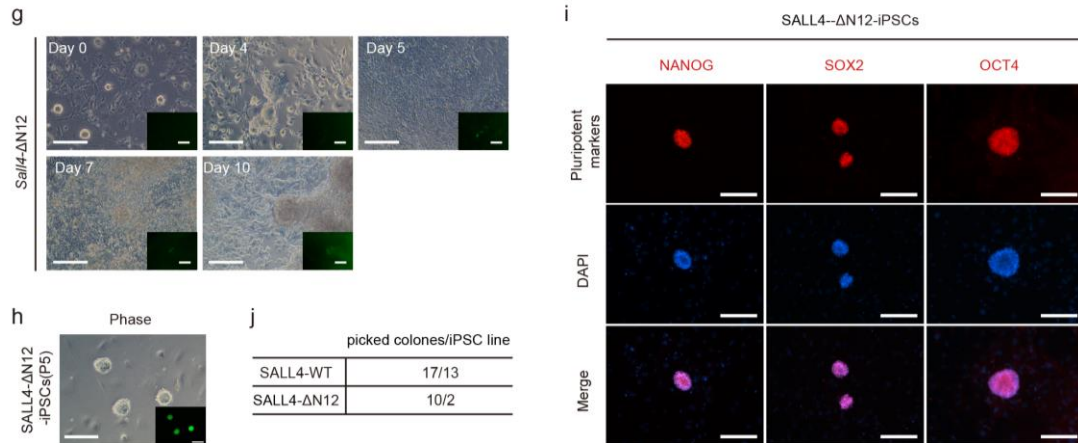 g
Sall4-ΔN12
Day 0
Day 4
Day 5
Day 7
Day 10
h
Phase
SALL4-ΔN12
-iPSCs(P5)
j
picked colones/iPSC line
SALL4-WT 17/13
SALL4-ΔN12 10/2
i
SALL4--ΔN12-iPSCs
NANOG SOX2 OCT4
Pluripotent
markers
DAPI
Merge